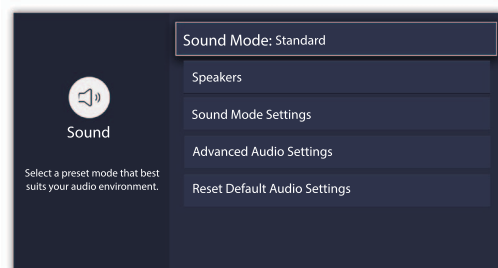 Sound
Select a preset mode that best
suits your audio environment.
Sound Mode: Standard
Speakers
Sound Mode Settings
Advanced Audio Settings
Reset Default Audio Settings